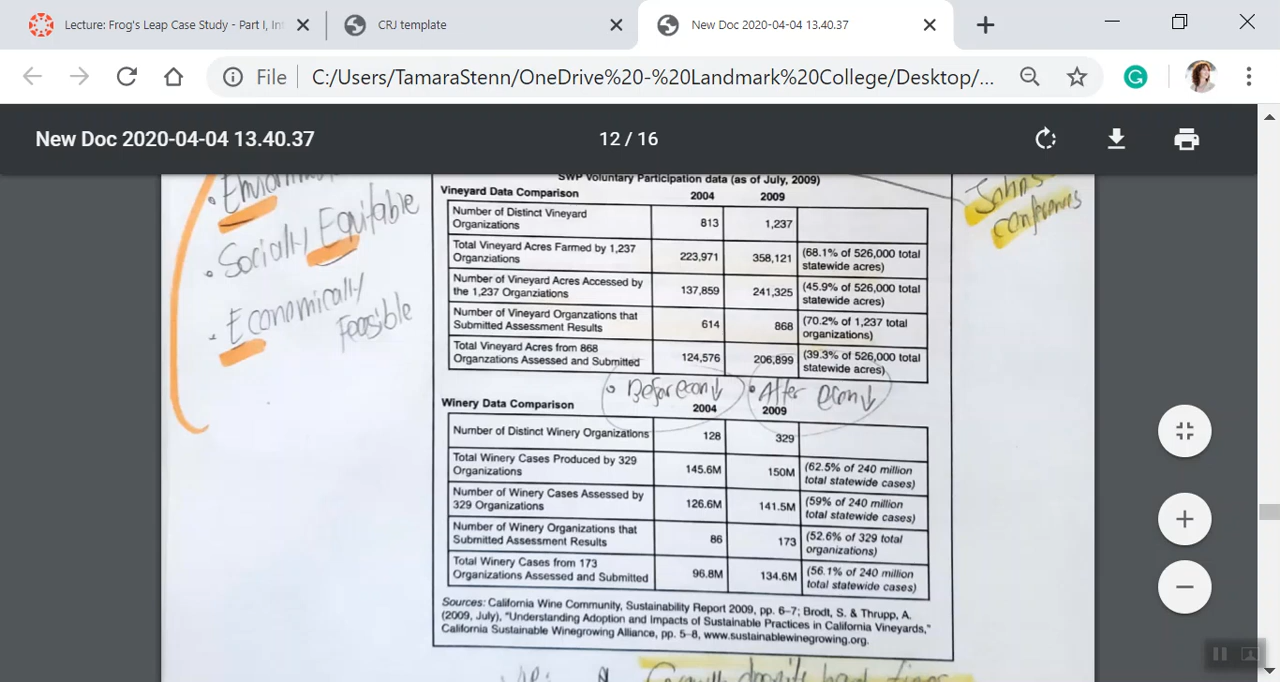 Lecture: Frog's Leap Case Study - Part I, Int
CRJ template
New Doc 2020-04-04 13.40.37
File
C:/Users/TamaraStenn/OneDrive%20-%20Landmark%20College/Desktop/...
New Doc 2020-04-04 13.40.37
12 / 16
SWP Voluntary Participation data (as of July, 2009)
Vineyard Data Comparison 2004 2009
Number of Distinct Vineyard
Organizations 813 1,237
Total Vineyard Acres Farmed by 1,237
Organziations 223,971 358,121 (68.1% of 526,000 total
statewide acres)
Number of Vineyard Acres Accessed by
the 1,237 Organziations 137,859 241,325 (45.9% of 526,000 total
statewide acres)
Number of Vineyard Organzations that
Submitted Assessment Results 614 868 (70.2% of 1,237 total
organizations)
Total Vineyard Acres from 868
Organzations Assessed and Submitted 124,576 206,899 (39.3% of 526,000 total
statewide acres)
• Before econ↓ • After econ↓
Winery Data Comparison 2004 2009
Number of Distinct Winery Organizations 128 329
Total Winery Cases Produced by 329
Organizations 145.6M 150M (62.5% of 240 million
total statewide cases)
Number of Winery Cases Assessed by
329 Organizations 126.6M 141.5M (59% of 240 million
total statewide cases)
Number of Winery Organizations that
Submitted Assessment Results 86 173 (52.6% of 329 total
organizations)
Total Winery Cases from 173
Organizations Assessed and Submitted 96.8M 134.6M (56.1% of 240 million
total statewide cases)
Sources: California Wine Community, Sustainability Report 2009, pp. 6–7; Brodt, S. & Thrupp, A.
(2009, July), "Understanding Adoption and Impacts of Sustainable Practices in California Vineyards,"
California Sustainable Winegrowing Alliance, pp. 5–8, www.sustainablewinegrowing.org.
• Socially Equitable
• Economically
Feasible
John's
conferences
Growth despite hard times